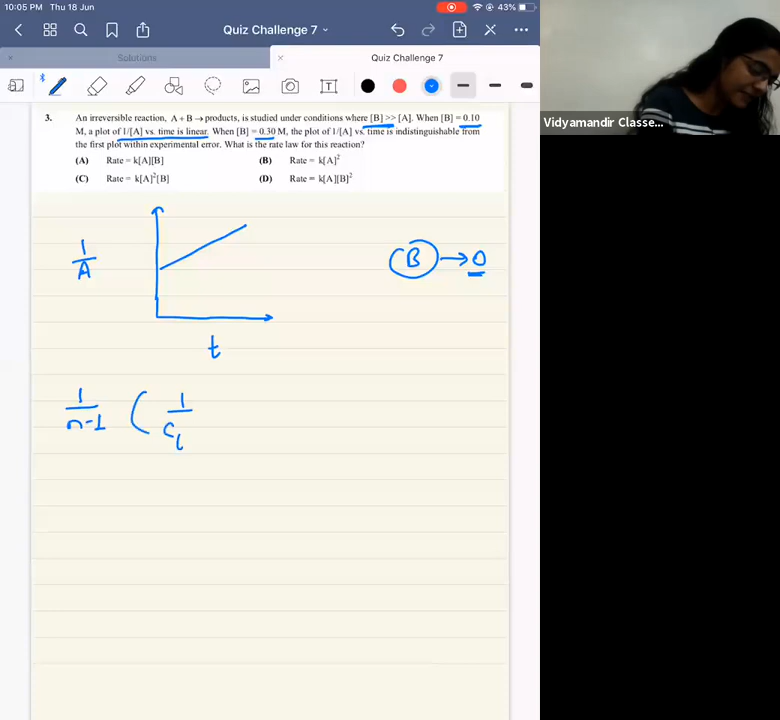 10:05 PM Thu 18 Jun
43%
Quiz Challenge 7
Solutions
Quiz Challenge 7
T
3. An irreversible reaction, A + B → products, is studied under conditions where [B] >> [A]. When [B] = 0.10
M, a plot of 1/[A] vs. time is linear. When [B] = 0.30 M, the plot of 1/[A] vs. time is indistinguishable from
the first plot within experimental error. What is the rate law for this reaction?
(A) Rate = k[A][B] (B) Rate = k[A]²
(C) Rate = k[A]²[B] (D) Rate = k[A][B]²
1/A
B → 0
t
1/n-1 ( 1/Ct
Vidyamandir Classe...